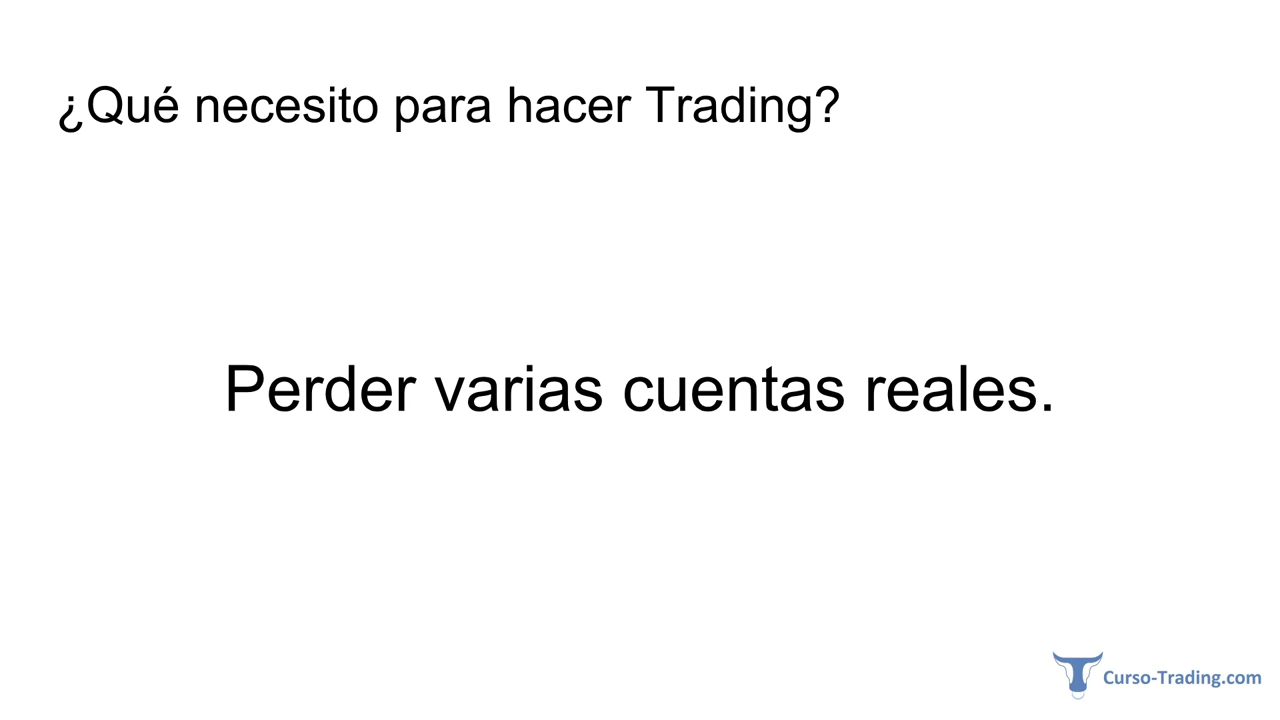 ¿Qué necesito para hacer Trading?
Perder varias cuentas reales.
Curso-Trading.com